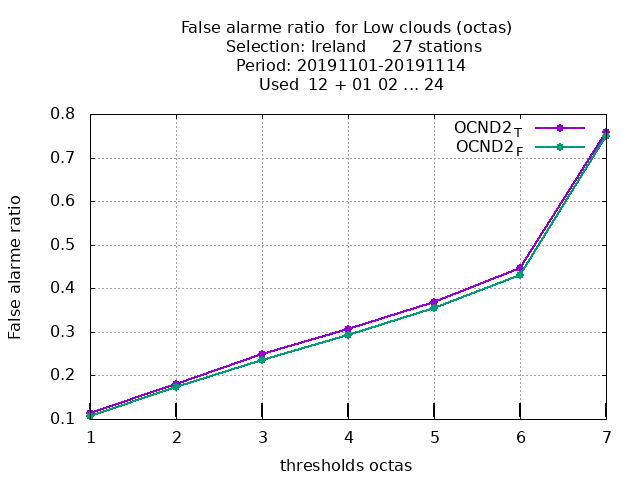 False alarme ratio  for Low clouds (octas)
Selection: Ireland     27 stations
Period: 20191101-20191114
Used  12 + 01 02 ... 24
False alarme ratio
0.8
0.7
0.6
0.5
0.4
0.3
0.2
0.1
OCND2T
OCND2F
1 2 3 4 5 6 7
thresholds octas